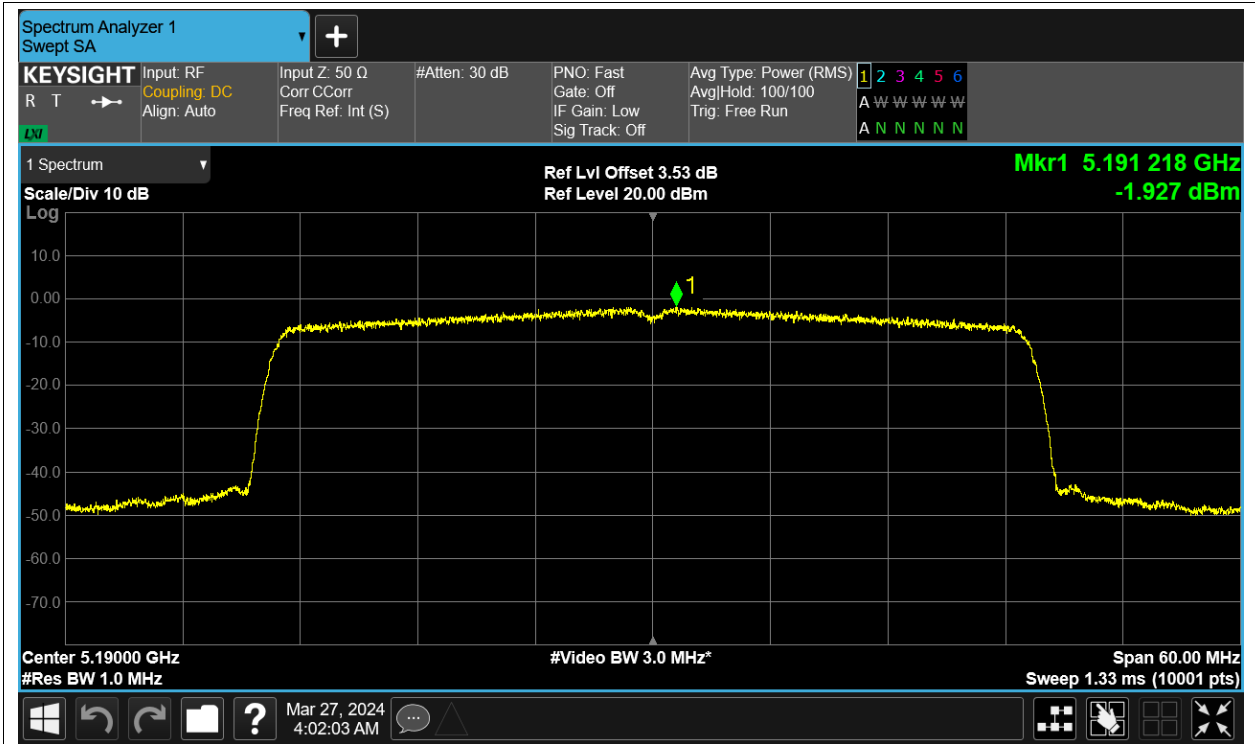 Spectrum Analyzer 1
Swept SA
KEYSIGHT
R T
LXI
Input: RF
Coupling: DC
Align: Auto
Input Z: 50 Ω
Corr CCorr
Freq Ref: Int (S)
#Atten: 30 dB
PNO: Fast
Gate: Off
IF Gain: Low
Sig Track: Off
Avg Type: Power (RMS)
Avg|Hold: 100/100
Trig: Free Run
1 2 3 4 5 6
A W W W W W
A N N N N N
1 Spectrum
Scale/Div 10 dB
Log
Ref Lvl Offset 3.53 dB
Ref Level 20.00 dBm
Mkr1 5.191 218 GHz
-1.927 dBm
1
10.0
0.00
-10.0
-20.0
-30.0
-40.0
-50.0
-60.0
-70.0
Center 5.19000 GHz
#Res BW 1.0 MHz
#Video BW 3.0 MHz*
Span 60.00 MHz
Sweep 1.33 ms (10001 pts)
?
Mar 27, 2024
4:02:03 AM